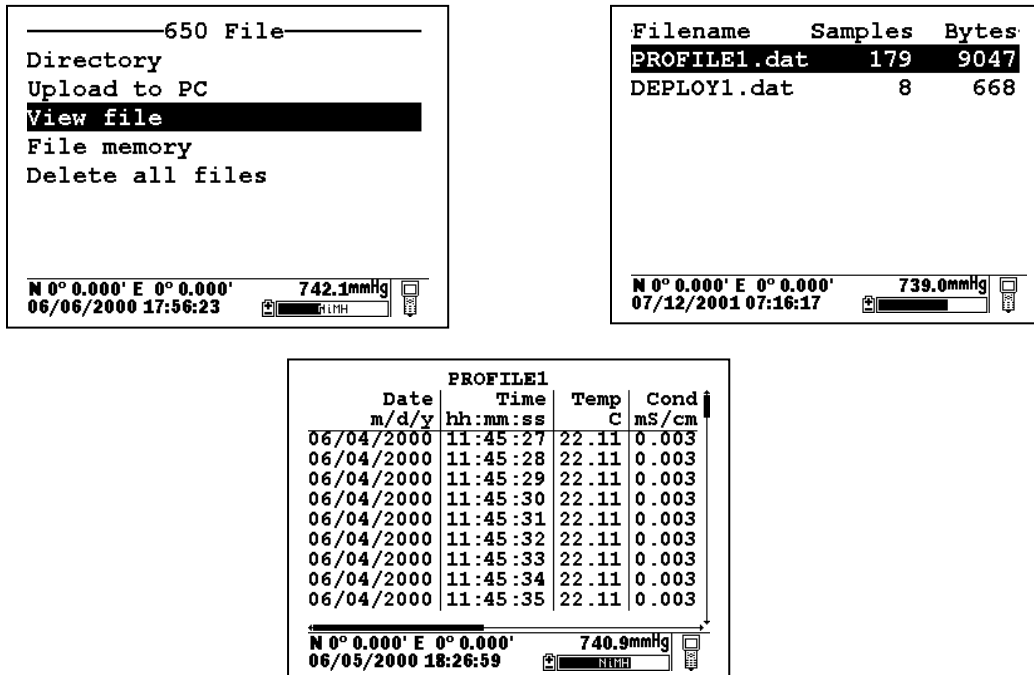 650 File
Directory
Upload to PC
View file
File memory
Delete all files
N 0° 0.000' E 0° 0.000' 742.1mmHg
06/06/2000 17:56:23 NiMH
Filename Samples Bytes
PROFILE1.dat 179 9047
DEPLOY1.dat 8 668
N 0° 0.000' E 0° 0.000' 739.0mmHg
07/12/2001 07:16:17
PROFILE1
Date Time Temp Cond
m/d/y hh:mm:ss C mS/cm
06/04/2000 11:45:27 22.11 0.003
06/04/2000 11:45:28 22.11 0.003
06/04/2000 11:45:29 22.11 0.003
06/04/2000 11:45:30 22.11 0.003
06/04/2000 11:45:31 22.11 0.003
06/04/2000 11:45:32 22.11 0.003
06/04/2000 11:45:33 22.11 0.003
06/04/2000 11:45:34 22.11 0.003
06/04/2000 11:45:35 22.11 0.003
N 0° 0.000' E 0° 0.000' 740.9mmHg
06/05/2000 18:26:59 NiMH